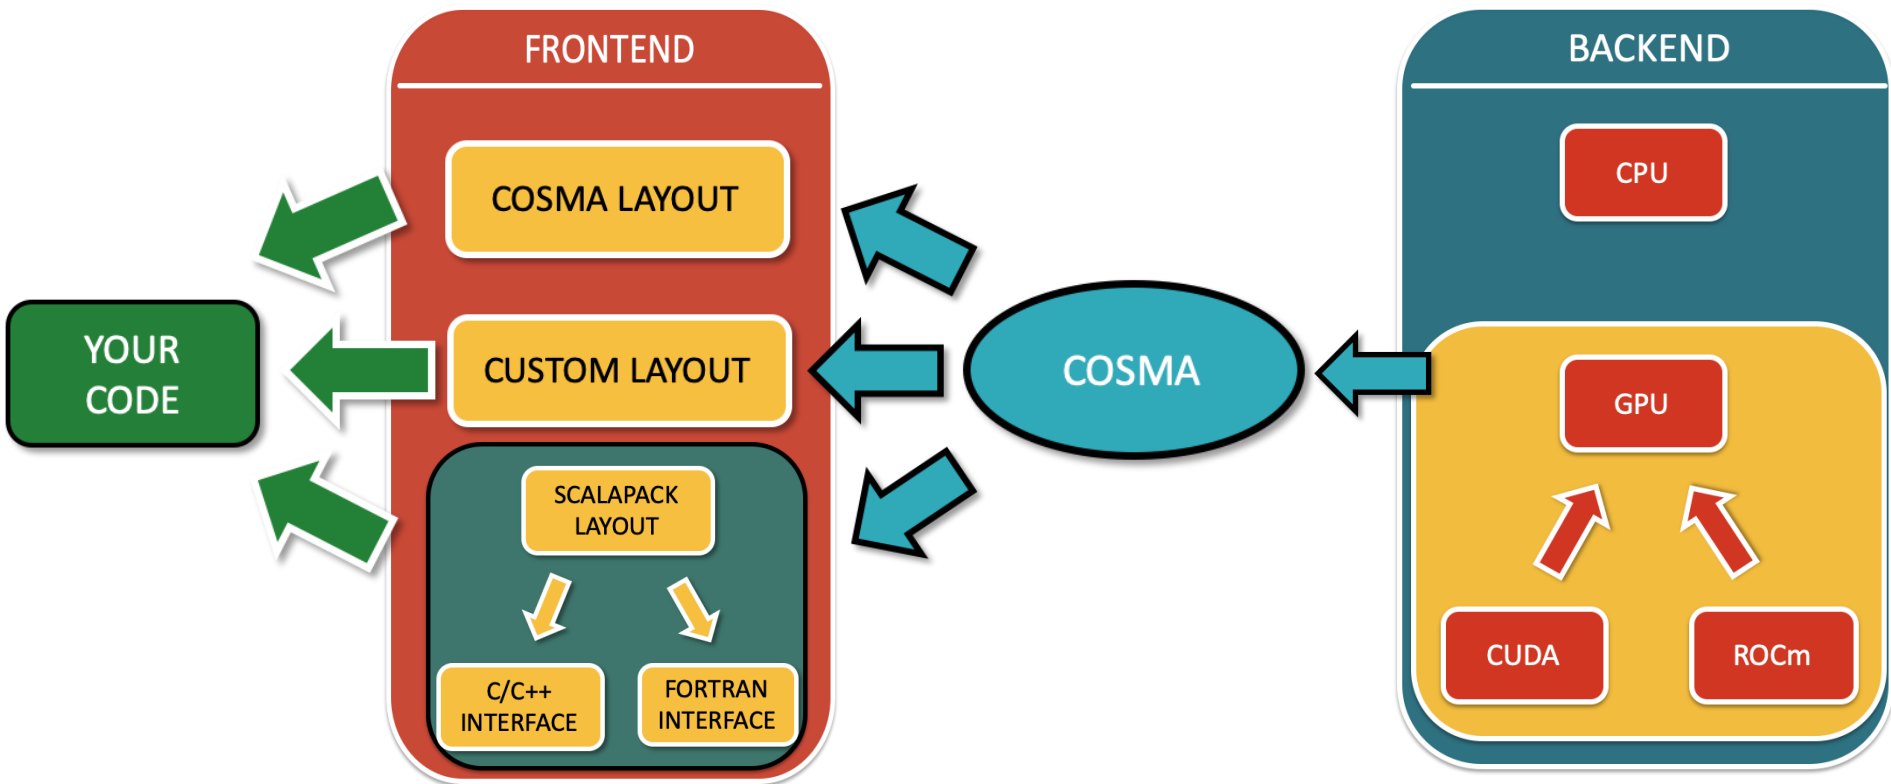 FRONTEND
BACKEND
COSMA LAYOUT
CPU
YOUR
CODE
CUSTOM LAYOUT
COSMA
GPU
SCALAPACK
LAYOUT
C/C++
INTERFACE
FORTRAN
INTERFACE
CUDA
ROCm